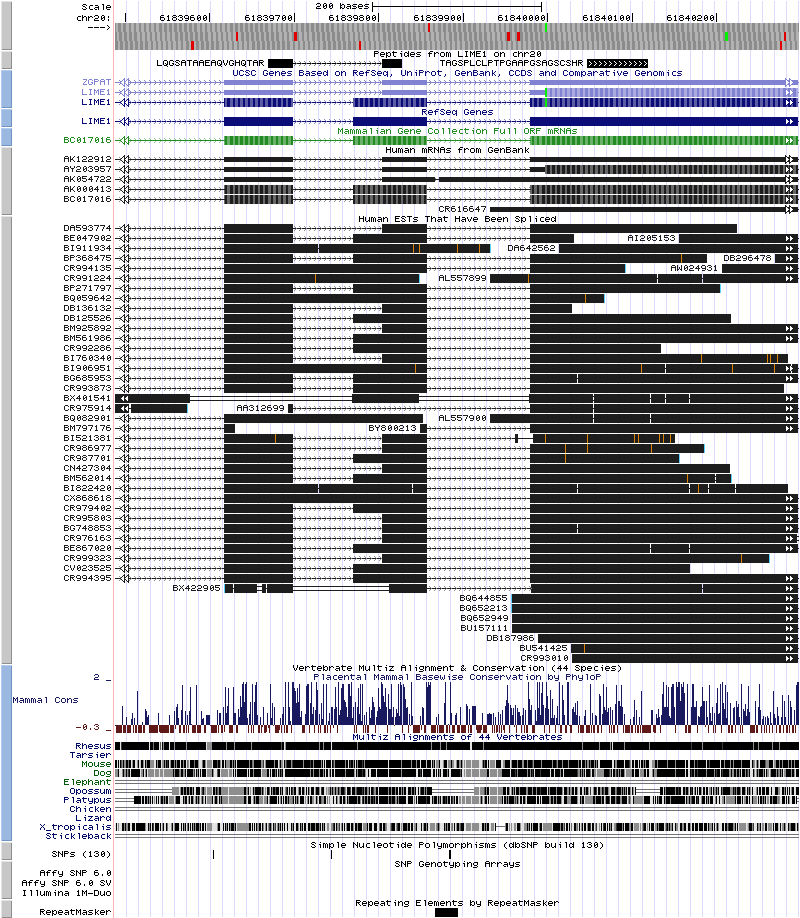 Scale 200 bases
chr20: 61839600 61839700 61839800 61839900 61840000 61840100 61840200
--->
Peptides from LIME1 on chr20
LQGSATAAEAQVGHQTAR TAGSPLCLPTPGAAPGSAGSCSHR
UCSC Genes Based on RefSeq, UniProt, GenBank, CCDS and Comparative Genomics
ZGPAT
LIME1
LIME1
RefSeq Genes
LIME1
Mammalian Gene Collection Full ORF mRNAs
BC017016
Human mRNAs from GenBank
AK122912
AY203957
AK054722
AK000413
BC017016
CR616647
Human ESTs That Have Been Spliced
DA593774
BE047902 AI205153
BI911934 DA642562
BP368475 DB296478
CR994135 AW024931
CR991224 AL557899
BP271797
BQ059642
DB136132
DB125526
BM925892
BM561986
CR992286
BI760340
BI906951
BG685953
CR993873
BX401541
CR975914 AA312699
BQ082901 AL557900
BM797176 BY800213
BI521381
CR986977
CR987701
CN427304
BM562014
BI822420
CX868618
CR979402
CR995803
BG748853
CR976163
BE867020
CR999323
CV023525
CR994395
BX422905
BQ644855
BQ652213
BQ652949
BU157111
DB187986
BU541425
CR993010
Vertebrate Multiz Alignment & Conservation (44 Species)
Placental Mammal Basewise Conservation by PhyloP
2 _
Mammal Cons
-0.3 _
Multiz Alignments of 44 Vertebrates
Rhesus
Tarsier
Mouse
Dog
Elephant
Opossum
Platypus
Chicken
Lizard
X_tropicalis
Stickleback
Simple Nucleotide Polymorphisms (dbSNP build 130)
SNPs (130)
SNP Genotyping Arrays
Affy SNP 6.0
Affy SNP 6.0 SV
Illumina 1M-Duo
Repeating Elements by RepeatMasker
RepeatMasker